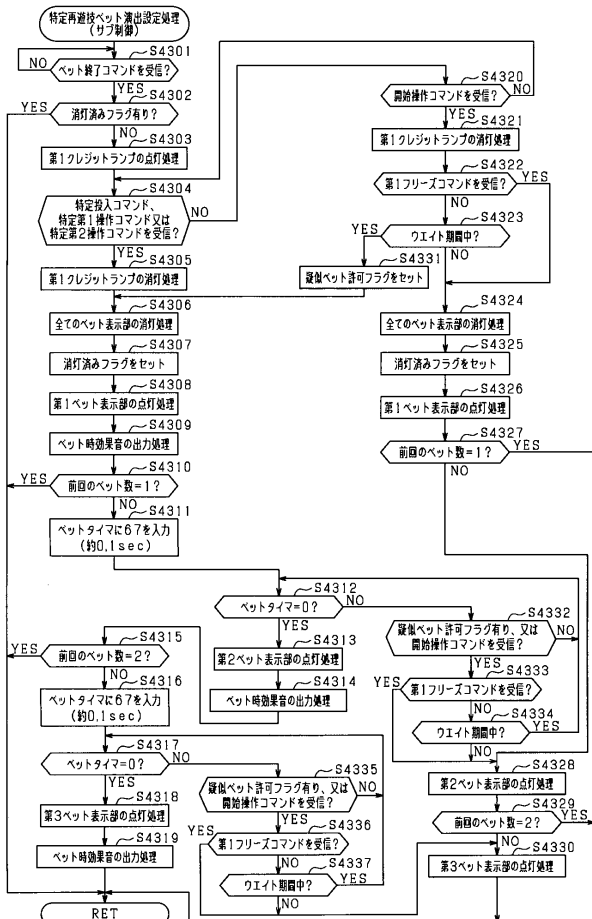 特定再遊技ベット演出設定処理
(サブ制御)
S4301
ベット終了コマンドを受信?
NO
YES
S4302
消灯済みフラグ有り?
YES
NO
S4303
第1クレジットランプの点灯処理
S4304
特定投入コマンド、
特定第1操作コマンド又は
特定第2操作コマンドを受信?
NO
YES
S4305
第1クレジットランプの消灯処理
S4306
全てのベット表示部の消灯処理
S4307
消灯済みフラグをセット
S4308
第1ベット表示部の点灯処理
S4309
ベット時効果音の出力処理
S4310
前回のベット数=1?
YES
NO
S4311
ベットタイマに67を入力
(約0.1sec)
S4320
開始操作コマンドを受信?
NO
YES
S4321
第1クレジットランプの消灯処理
S4322
第1フリーズコマンドを受信?
YES
NO
S4323
ウエイト期間中?
YES
NO
S4331
疑似ベット許可フラグをセット
S4324
全てのベット表示部の消灯処理
S4325
消灯済みフラグをセット
S4326
第1ベット表示部の点灯処理
S4327
前回のベット数=1?
YES
NO
S4312
ベットタイマ=0?
NO
YES
S4313
第2ベット表示部の点灯処理
S4314
ベット時効果音の出力処理
S4332
疑似ベット許可フラグ有り、又は
開始操作コマンドを受信?
NO
YES
S4333
第1フリーズコマンドを受信?
YES
NO
S4334
ウエイト期間中?
YES
NO
S4315
前回のベット数=2?
YES
NO
S4316
ベットタイマに67を入力
(約0.1sec)
S4317
ベットタイマ=0?
NO
YES
S4318
第3ベット表示部の点灯処理
S4319
ベット時効果音の出力処理
S4335
疑似ベット許可フラグ有り、又は
開始操作コマンドを受信?
NO
YES
S4336
第1フリーズコマンドを受信?
YES
NO
S4337
ウエイト期間中?
YES
NO
S4328
第2ベット表示部の点灯処理
S4329
前回のベット数=2?
YES
NO
S4330
第3ベット表示部の点灯処理
RET